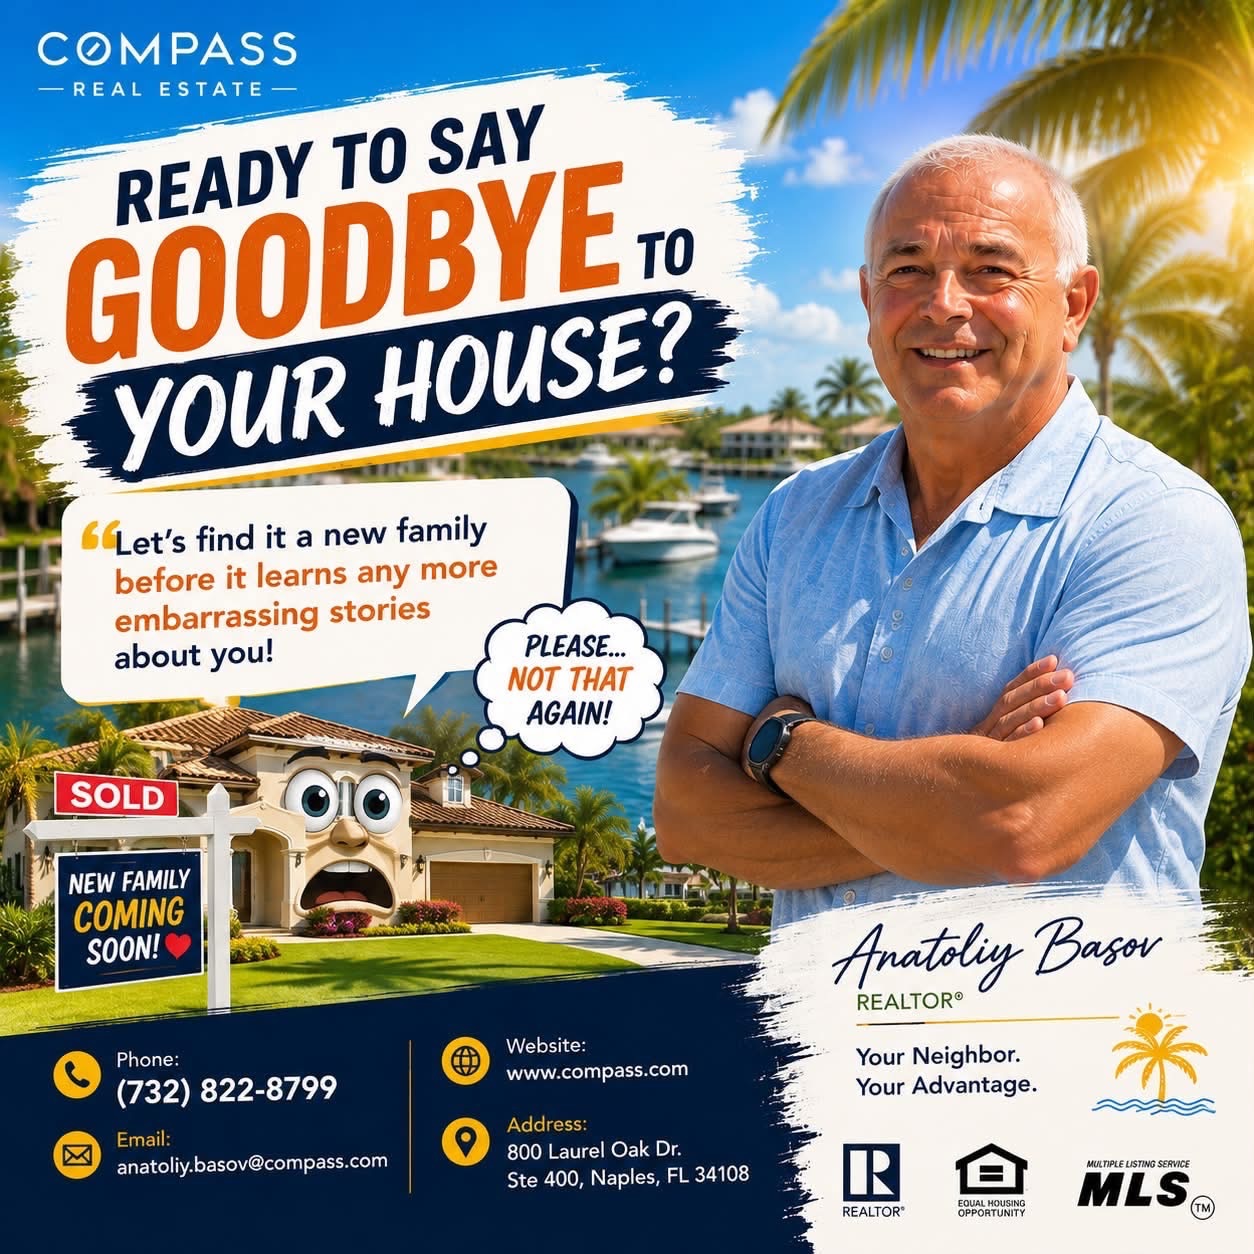 COMPASS
REAL ESTATE
READY TO SAY
GOODBYE TO
YOUR HOUSE?
“Let's find it a new family
before it learns any more
embarrassing stories
about you!
PLEASE...
NOT THAT
AGAIN!
SOLD
NEW FAMILY
COMING
SOON!
Anatoliy Basov
REALTOR®
Your Neighbor.
Your Advantage.
Phone:
(732) 822-8799
Email:
anatoliy.basov@compass.com
Website:
www.compass.com
Address:
800 Laurel Oak Dr.
Ste 400, Naples, FL 34108
R
REALTOR®
EQUAL HOUSING
OPPORTUNITY
MULTIPLE LISTING SERVICE
MLS TM